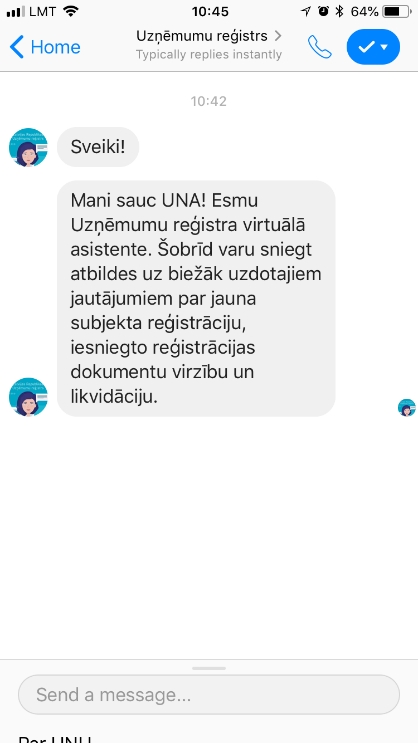 LMT 10:45 64%
Home
Uzņēmumu reģistrs
Typically replies instantly
10:42
Sveiki!
Mani sauc UNA! Esmu
Uzņēmumu reģistra virtuālā
asistente. Šobrīd varu sniegt
atbildes uz biežāk uzdotajiem
jautājumiem par jauna
subjekta reģistrāciju,
iesniegto reģistrācijas
dokumentu virzību un
likvidāciju.
Send a message...